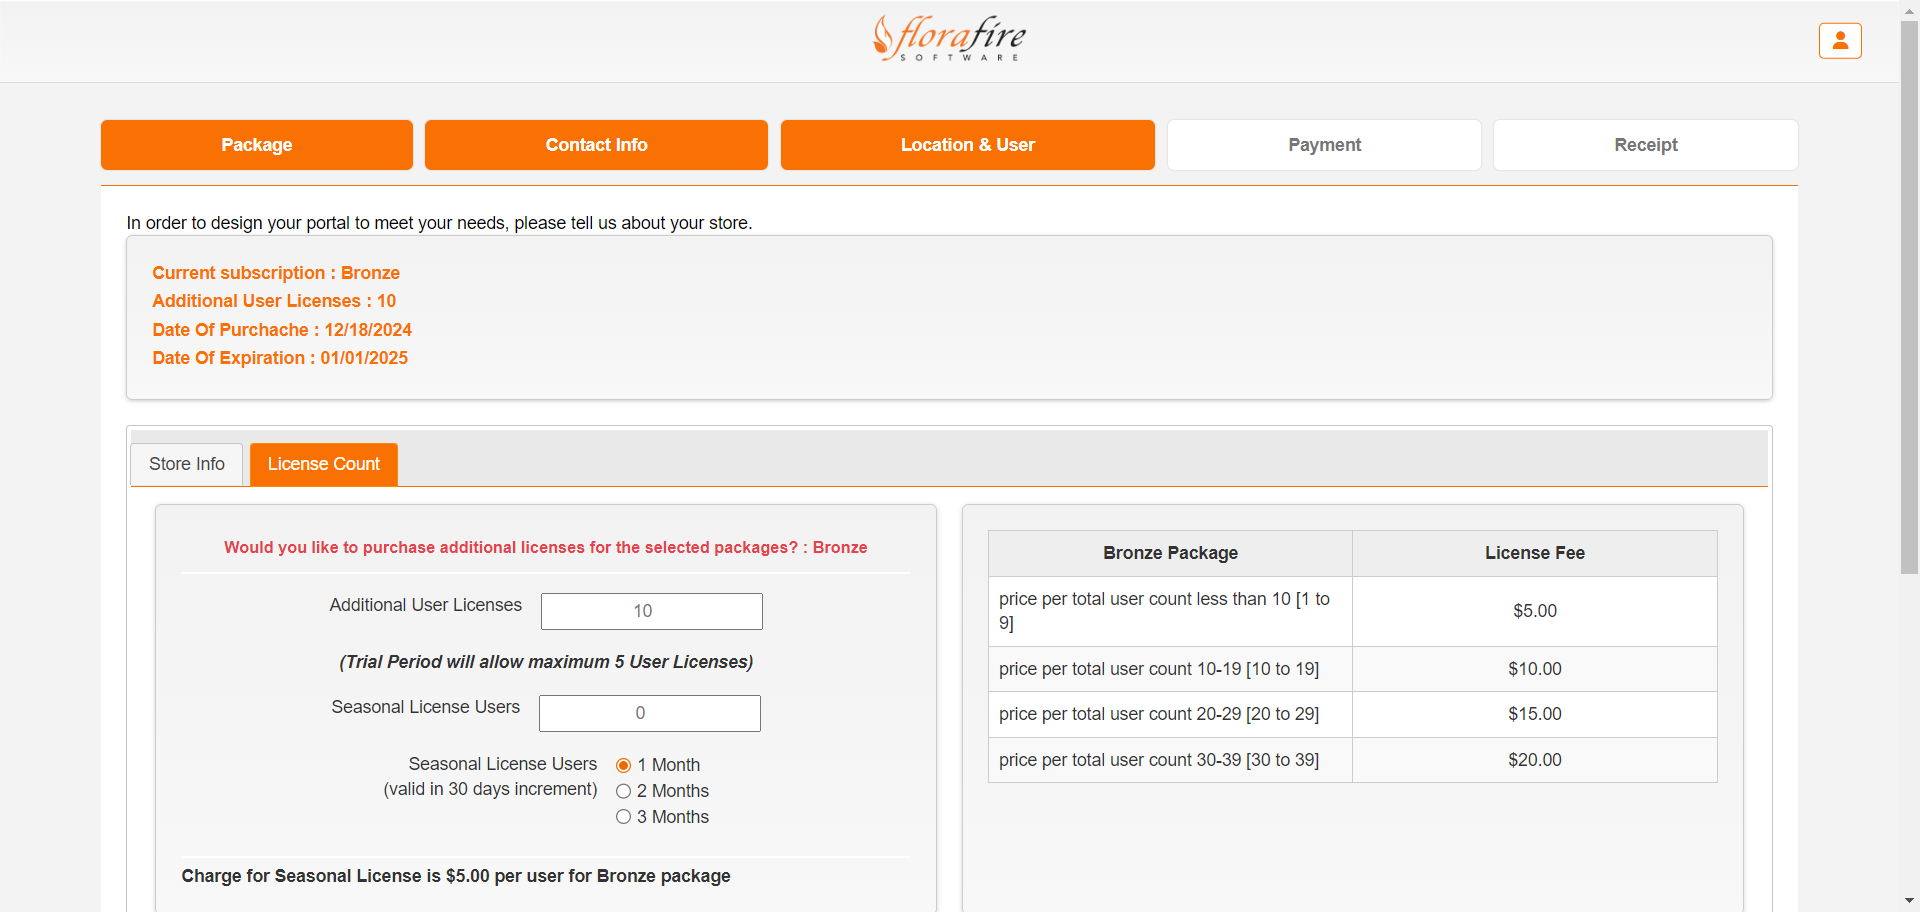 florafire
SOFTWARE
Package
Contact Info
Location & User
Payment
Receipt
In order to design your portal to meet your needs, please tell us about your store.
Current subscription : Bronze
Additional User Licenses : 10
Date Of Purchache : 12/18/2024
Date Of Expiration : 01/01/2025
Store Info
License Count
Would you like to purchase additional licenses for the selected packages? : Bronze
Additional User Licenses
10
(Trial Period will allow maximum 5 User Licenses)
Seasonal License Users
0
Seasonal License Users
(valid in 30 days increment)
1 Month
2 Months
3 Months
Charge for Seasonal License is $5.00 per user for Bronze package
Bronze Package
License Fee
price per total user count less than 10 [1 to
9]
$5.00
price per total user count 10-19 [10 to 19]
$10.00
price per total user count 20-29 [20 to 29]
$15.00
price per total user count 30-39 [30 to 39]
$20.00